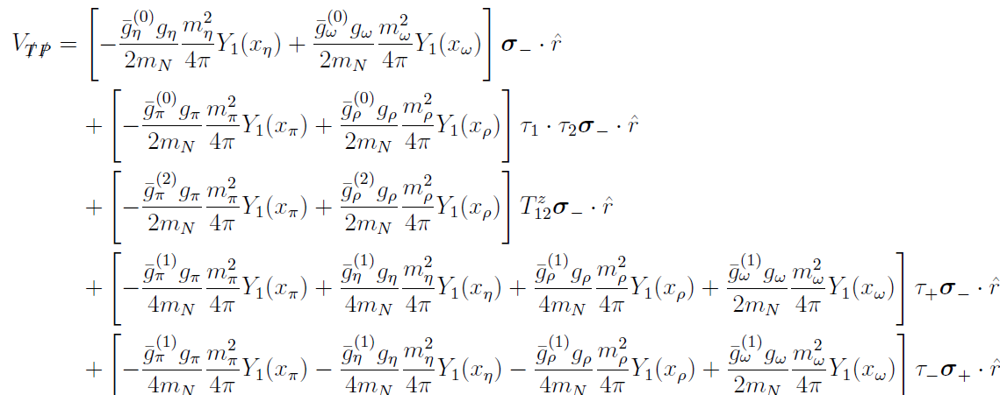 V_{\not{T}\not{P}} = \left[ -\frac{\bar{g}_\eta^{(0)} g_\eta}{2m_N} \frac{m_\eta^2}{4\pi} Y_1(x_\eta) + \frac{\bar{g}_\omega^{(0)} g_\omega}{2m_N} \frac{m_\omega^2}{4\pi} Y_1(x_\omega) \right] \boldsymbol{\sigma}_- \cdot \hat{r}
+ \left[ -\frac{\bar{g}_\pi^{(0)} g_\pi}{2m_N} \frac{m_\pi^2}{4\pi} Y_1(x_\pi) + \frac{\bar{g}_\rho^{(0)} g_\rho}{2m_N} \frac{m_\rho^2}{4\pi} Y_1(x_\rho) \right] \tau_1 \cdot \tau_2 \boldsymbol{\sigma}_- \cdot \hat{r}
+ \left[ -\frac{\bar{g}_\pi^{(2)} g_\pi}{2m_N} \frac{m_\pi^2}{4\pi} Y_1(x_\pi) + \frac{\bar{g}_\rho^{(2)} g_\rho}{2m_N} \frac{m_\rho^2}{4\pi} Y_1(x_\rho) \right] T_{12}^z \boldsymbol{\sigma}_- \cdot \hat{r}
+ \left[ -\frac{\bar{g}_\pi^{(1)} g_\pi}{4m_N} \frac{m_\pi^2}{4\pi} Y_1(x_\pi) + \frac{\bar{g}_\eta^{(1)} g_\eta}{4m_N} \frac{m_\eta^2}{4\pi} Y_1(x_\eta) + \frac{\bar{g}_\rho^{(1)} g_\rho}{4m_N} \frac{m_\rho^2}{4\pi} Y_1(x_\rho) + \frac{\bar{g}_\omega^{(1)} g_\omega}{2m_N} \frac{m_\omega^2}{4\pi} Y_1(x_\omega) \right] \tau_+ \boldsymbol{\sigma}_- \cdot \hat{r}
+ \left[ -\frac{\bar{g}_\pi^{(1)} g_\pi}{4m_N} \frac{m_\pi^2}{4\pi} Y_1(x_\pi) - \frac{\bar{g}_\eta^{(1)} g_\eta}{4m_N} \frac{m_\eta^2}{4\pi} Y_1(x_\eta) - \frac{\bar{g}_\rho^{(1)} g_\rho}{4m_N} \frac{m_\rho^2}{4\pi} Y_1(x_\rho) + \frac{\bar{g}_\omega^{(1)} g_\omega}{2m_N} \frac{m_\omega^2}{4\pi} Y_1(x_\omega) \right] \tau_- \boldsymbol{\sigma}_+ \cdot \hat{r}